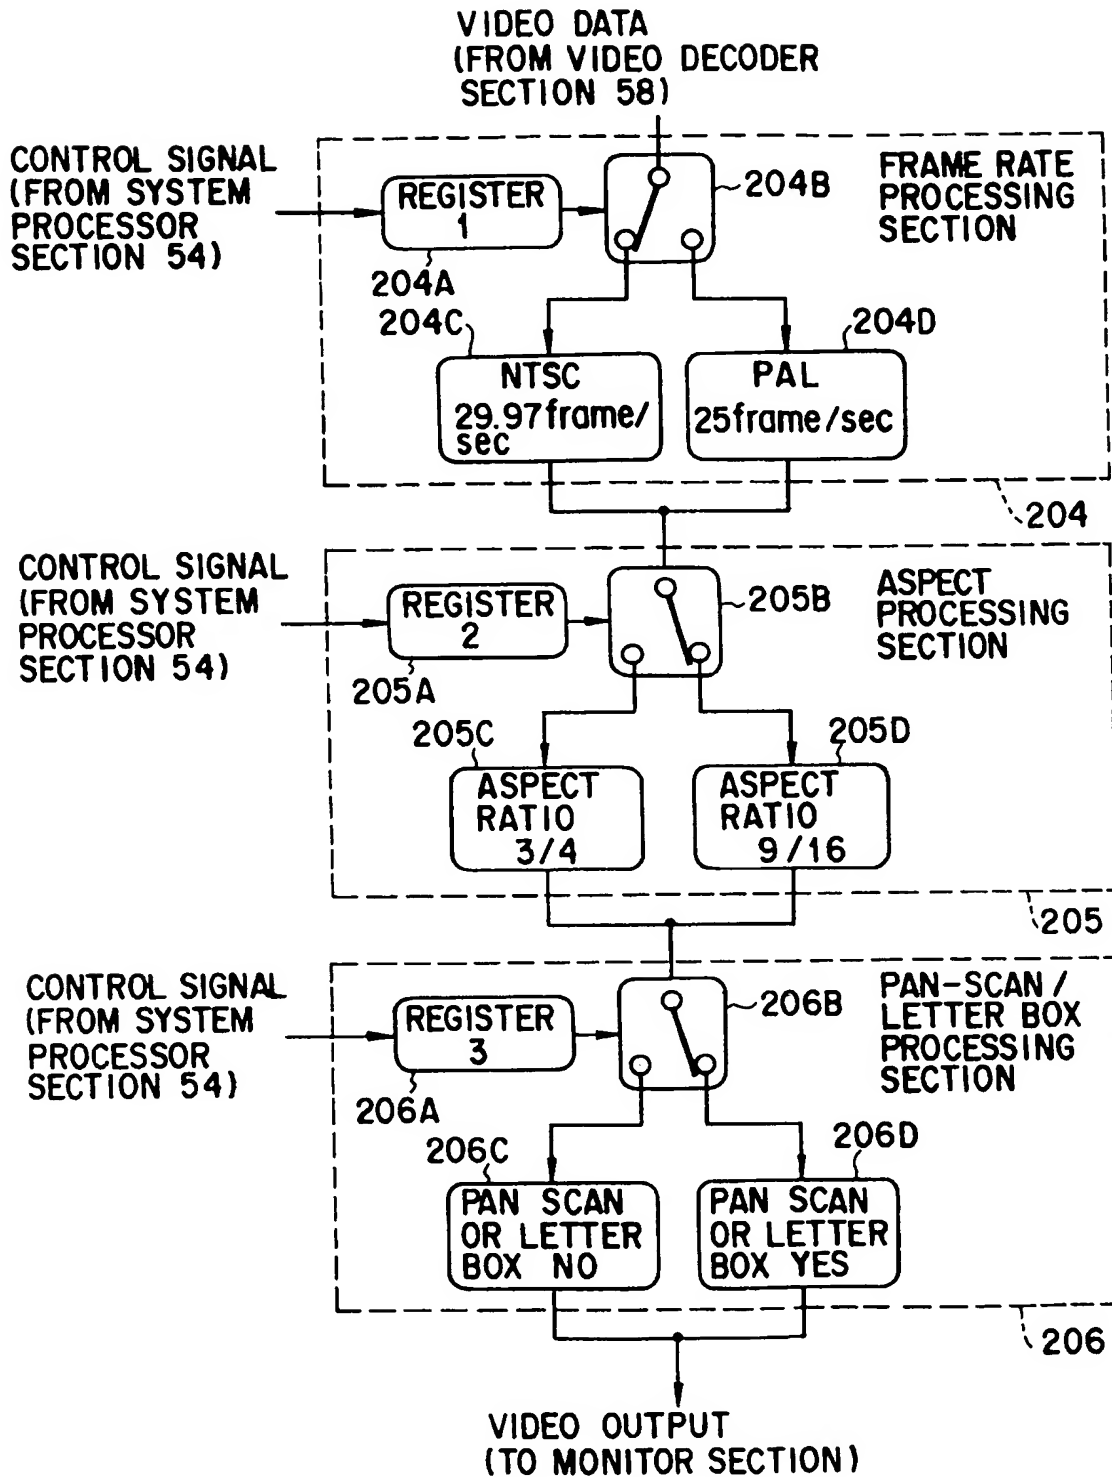 VIDEO DATA
(FROM VIDEO DECODER
SECTION 58)
CONTROL SIGNAL
(FROM SYSTEM
PROCESSOR
SECTION 54)
REGISTER
1
204A
204B
FRAME RATE
PROCESSING
SECTION
204C
NTSC
29.97frame/
sec
204D
PAL
25frame/sec
204
CONTROL SIGNAL
(FROM SYSTEM
PROCESSOR
SECTION 54)
REGISTER
2
205A
205B
ASPECT
PROCESSING
SECTION
205C
ASPECT
RATIO
3/4
205D
ASPECT
RATIO
9/16
205
CONTROL SIGNAL
(FROM SYSTEM
PROCESSOR
SECTION 54)
REGISTER
3
206A
206B
PAN-SCAN/
LETTER BOX
PROCESSING
SECTION
206C
PAN SCAN
OR LETTER
BOX NO
206D
PAN SCAN
OR LETTER
BOX YES
206
VIDEO OUTPUT
(TO MONITOR SECTION)